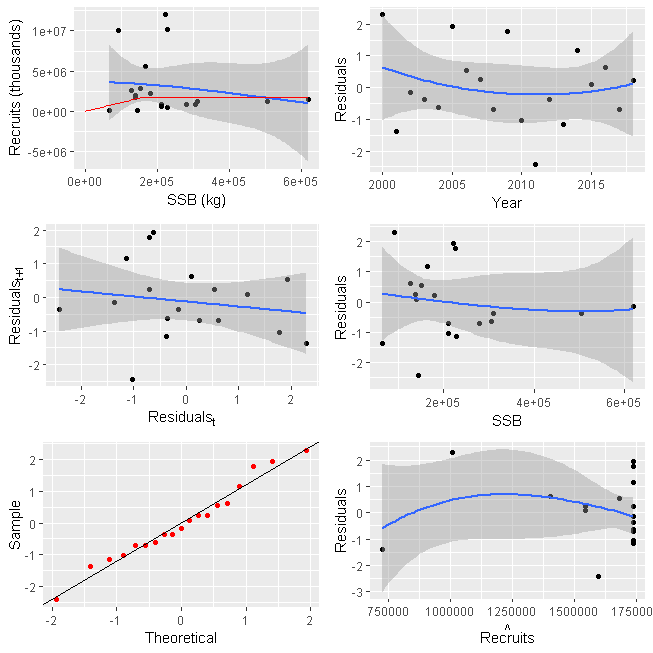 Recruits (thousands)
1e+07
5e+06
0e+00
-5e+06
0e+00 2e+05 4e+05 6e+05
SSB (kg)
Residuals
2
1
0
-1
-2
2000 2005 2010 2015
Year
Residuals t+1
2
1
0
-1
-2
-2 -1 0 1 2
Residuals t
Residuals
2
1
0
-1
-2
2e+05 4e+05 6e+05
SSB
Sample
2
1
0
-1
-2
-2 -1 0 1 2
Theoretical
Residuals
2
1
0
-1
-2
-3
750000 1000000 1250000 1500000 175000
^
Recruits